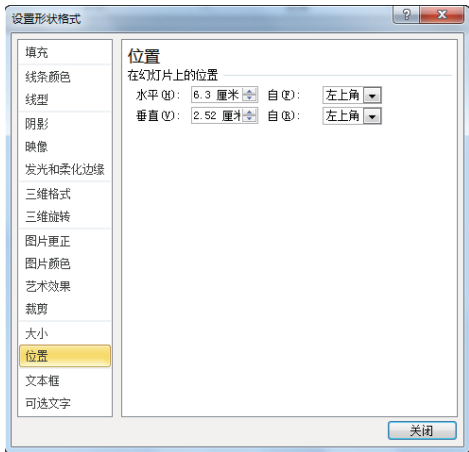 设置形状格式
填充
线条颜色
线型
阴影
映像
发光和柔化边缘
三维格式
三维旋转
图片更正
图片颜色
艺术效果
裁剪
大小
位置
文本框
可选文字
位置
在幻灯片上的位置
水平(H): 6.3 厘米 自(F): 左上角
垂直(V): 2.52 厘米 自(R): 左上角
关闭